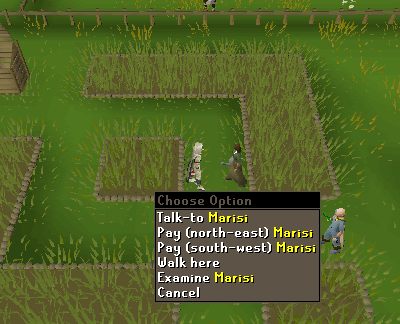 Choose Option
Talk-to Marisi
Pay (north-east) Marisi
Pay (south-west) Marisi
Walk here
Examine Marisi
Cancel